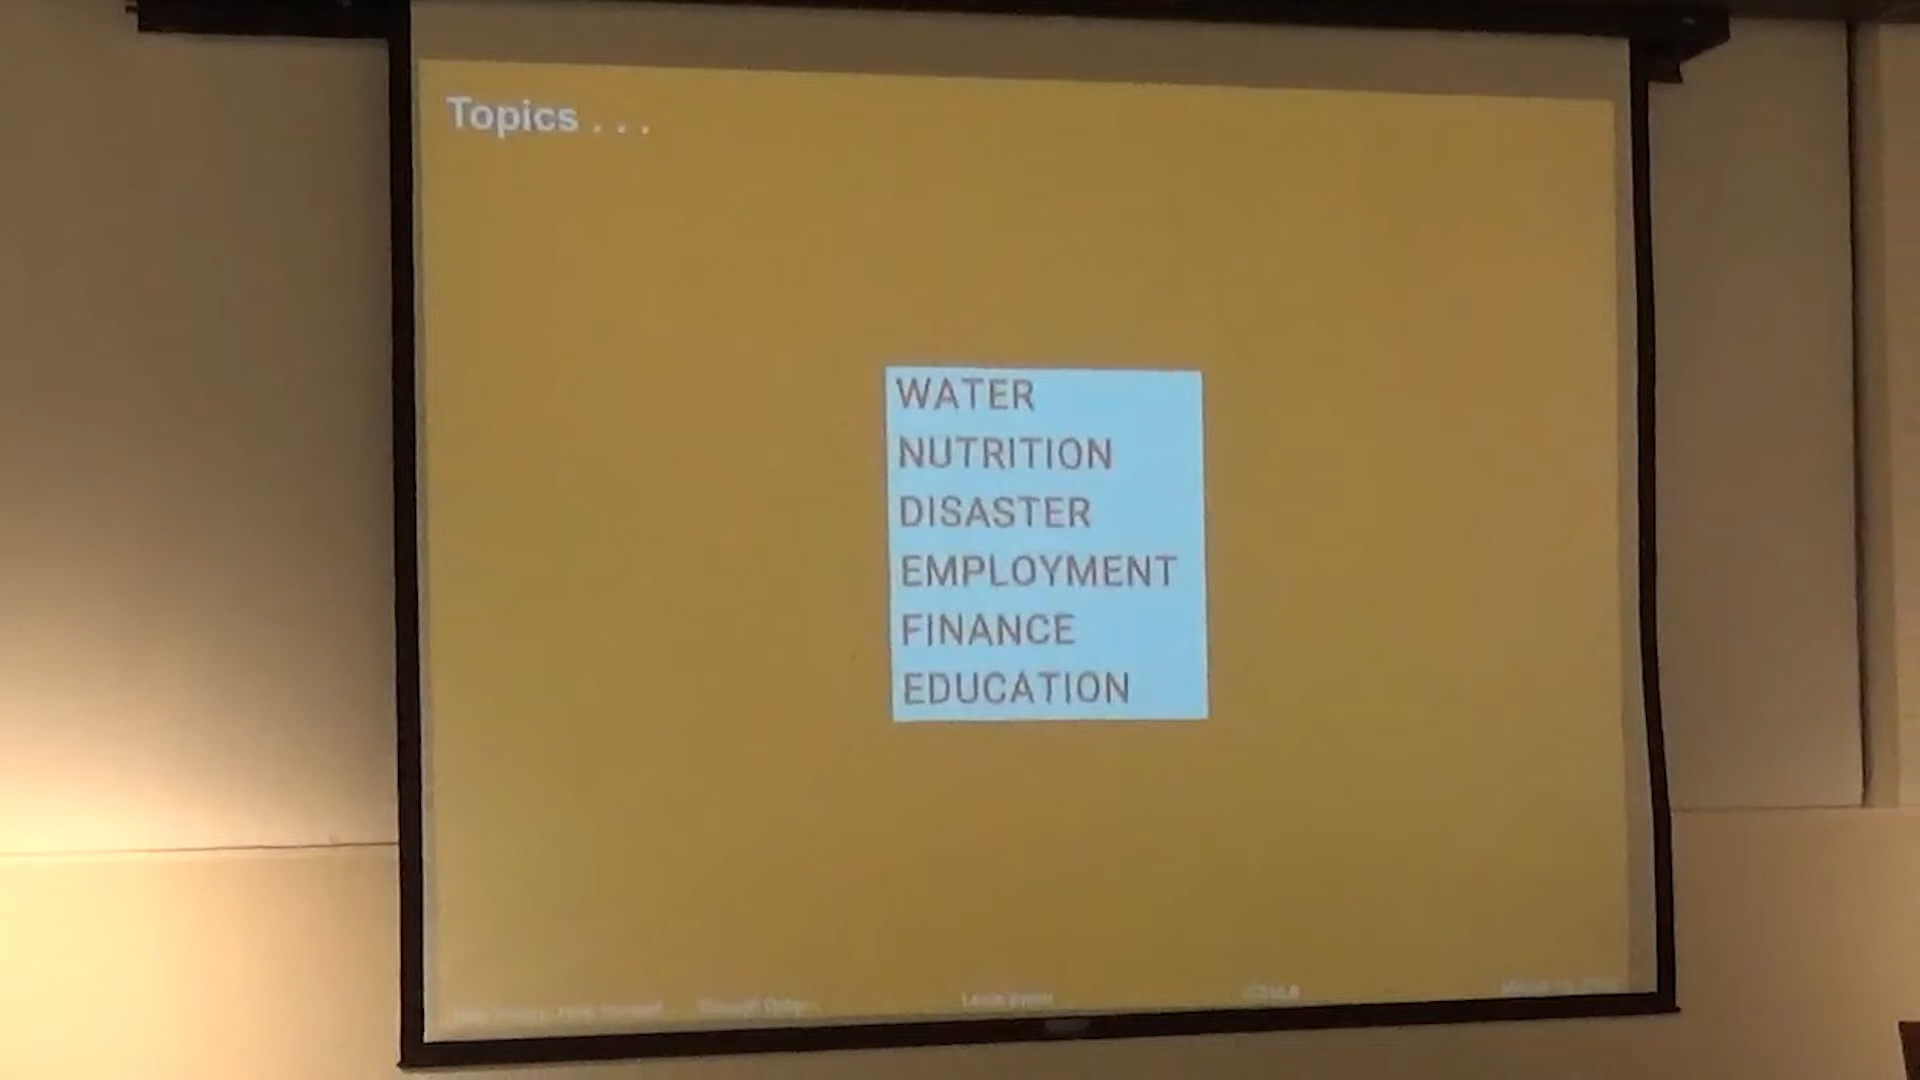 Topics . . .
WATER
NUTRITION
DISASTER
EMPLOYMENT
FINANCE
EDUCATION